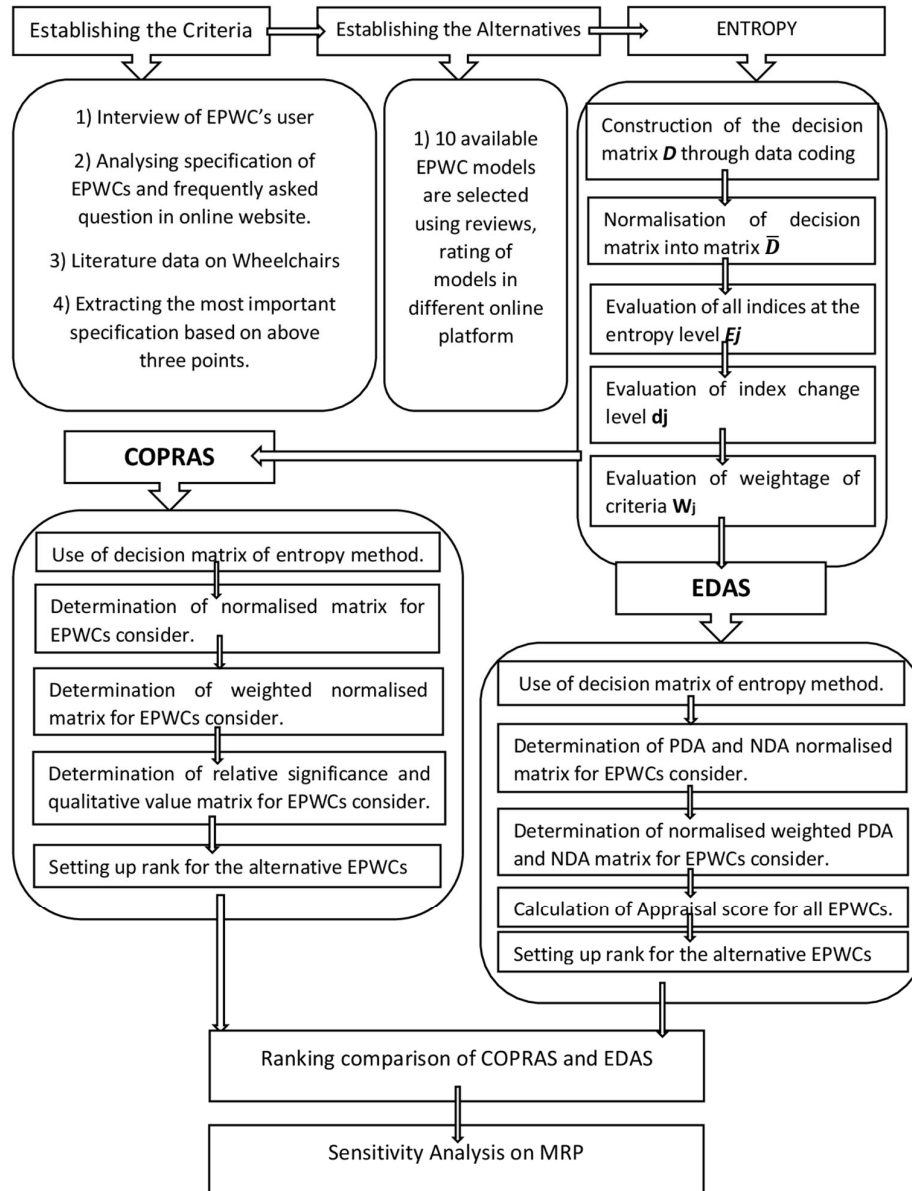 Establishing the Criteria
Establishing the Alternatives
ENTROPY
1) Interview of EPWC’s user
2) Analysing specification of
EPWCs and frequently asked
question in online website.
3) Literature data on Wheelchairs
4) Extracting the most important
specification based on above
three points.
1) 10 available
EPWC models
are selected
using reviews,
rating of
models in
different online
platform
Construction of the decision
matrix D through data coding
Normalisation of decision
matrix into matrix D̅
Evaluation of all indices at the
entropy level Ej
Evaluation of index change
level dj
Evaluation of weightage of
criteria Wj
COPRAS
Use of decision matrix of entropy method.
Determination of normalised matrix for
EPWCs consider.
Determination of weighted normalised
matrix for EPWCs consider.
Determination of relative significance and
qualitative value matrix for EPWCs consider.
Setting up rank for the alternative EPWCs
EDAS
Use of decision matrix of entropy method.
Determination of PDA and NDA normalised
matrix for EPWCs consider.
Determination of normalised weighted PDA
and NDA matrix for EPWCs consider.
Calculation of Appraisal score for all EPWCs.
Setting up rank for the alternative EPWCs
Ranking comparison of COPRAS and EDAS
Sensitivity Analysis on MRP